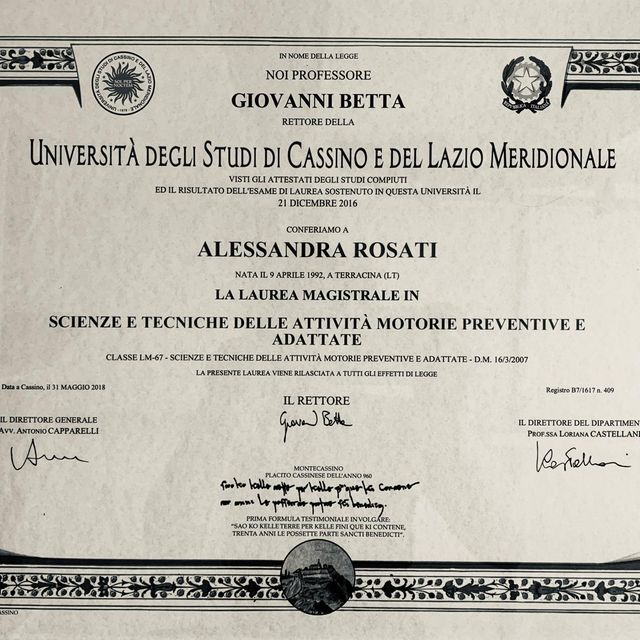 IN NOME DELLA LEGGE
NOI PROFESSORE
GIOVANNI BETTA
RETTORE DELLA
UNIVERSITÀ DEGLI STUDI DI CASSINO E DEL LAZIO MERIDIONALE
VISTI GLI ATTESTATI DEGLI STUDI COMPIUTI
ED IL RISULTATO DELL'ESAME DI LAUREA SOSTENUTO IN QUESTA UNIVERSITÀ IL
21 DICEMBRE 2016
CONFERIAMO A
ALESSANDRA ROSATI
NATA IL 9 APRILE 1992, A TERRACINA (LT)
LA LAUREA MAGISTRALE IN
SCIENZE E TECNICHE DELLE ATTIVITÀ MOTORIE PREVENTIVE E
ADATTATE
CLASSE LM-67 - SCIENZE E TECNICHE DELLE ATTIVITÀ MOTORIE PREVENTIVE E ADATTATE - D.M. 16/3/2007
LA PRESENTE LAUREA VIENE RILASCIATA A TUTTI GLI EFFETTI DI LEGGE
Data a Cassino, il 31 MAGGIO 2018
Registro B7/1617 n. 409
IL RETTORE
Giovanni Betta
IL DIRETTORE GENERALE
AVV. ANTONIO CAPPARELLI
IL DIRETTORE DEL DIPARTIMEN
PROF.SSA LORIANA CASTELLANI
MONTECASSINO
PLACITO CASSINESE DELL'ANNO 960
PRIMA FORMULA TESTIMONIALE IN VOLGARE:
"SAO KO KELLE TERRE PER KELLE FINI QUE KI CONTENE,
TRENTA ANNI LE POSSETTE PARTE SANCTI BENEDICTI".